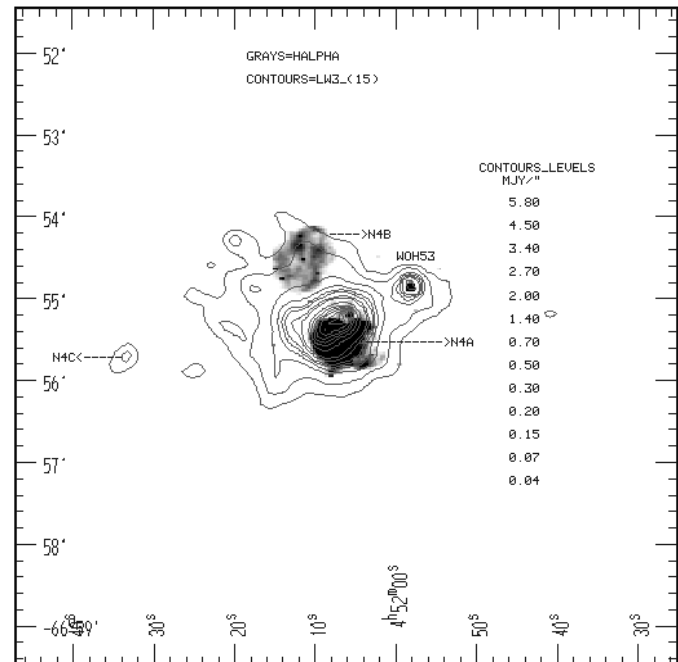 52'
GRAYS=HALPHA
CONTOURS=LW3_(15)
53'
CONTOURS_LEVELS
MJY/"
5.80
54'
4.50
>N4B
3.40
WOH53
2.70
55'
2.00
1.40
>N4A
0.70
N4C<
0.50
56'
0.30
0.20
0.15
57'
0.07
0.04
58'
30S
20S
10S
4h52m00S
50S
40S
30S